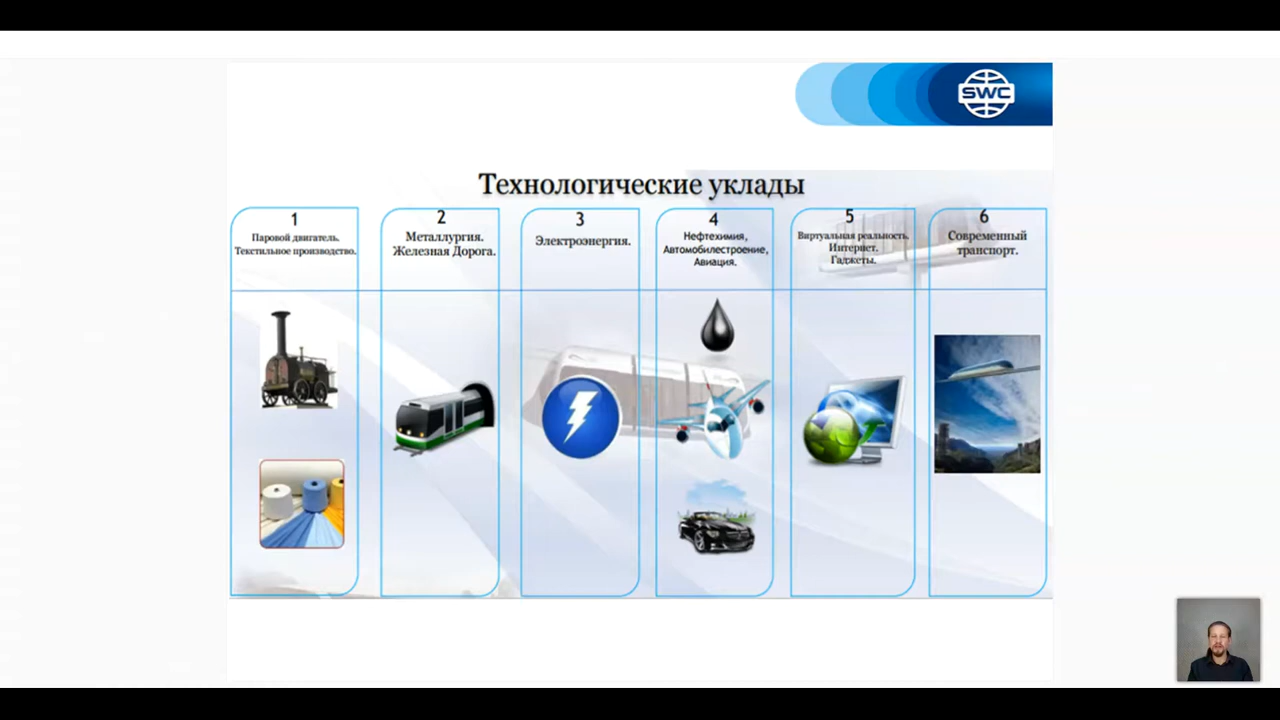 SWC
Технологические уклады
1
Паровой двигатель.
Текстильное производство.
2
Металлургия.
Железная Дорога.
3
Электроэнергия.
4
Нефтехимия,
Автомобилестроение,
Авиация.
5
Виртуальная реальность.
Интернет.
Гаджеты.
6
Современный
транспорт.